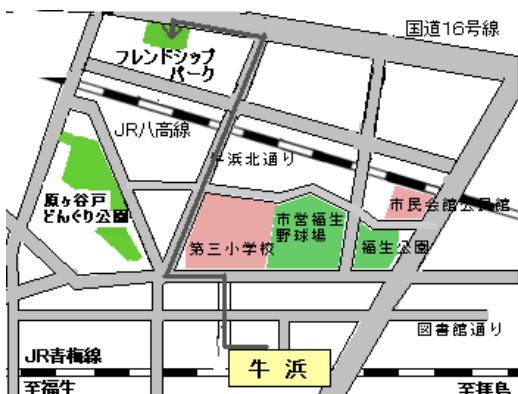 国道16号線
フレンドシップ
パーク
JR八高線
牛浜北通り
原ヶ谷戸
どんぐり公園
市民会館公民館
市営福生
野球場
第三小学校
福生公園
図書館通り
JR青梅線
牛浜
至福生
至拝島